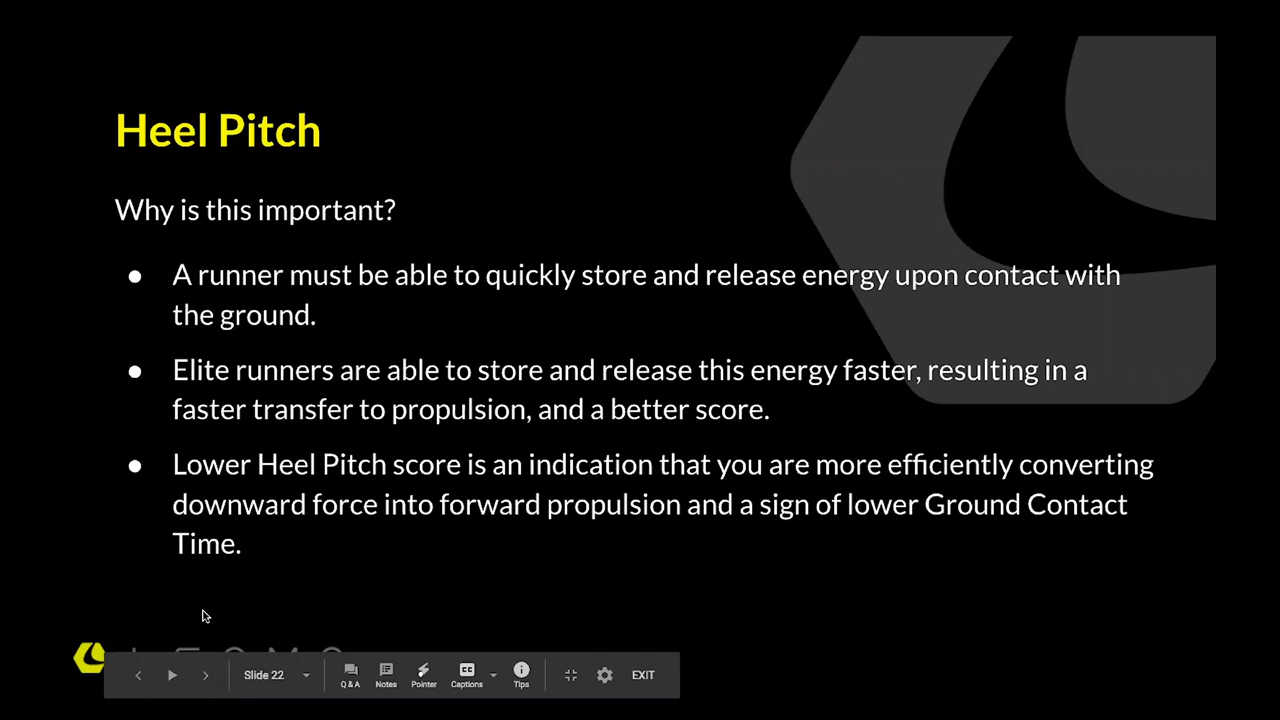 Heel Pitch
Why is this important?
● A runner must be able to quickly store and release energy upon contact with
the ground.
● Elite runners are able to store and release this energy faster, resulting in a
faster transfer to propulsion, and a better score.
● Lower Heel Pitch score is an indication that you are more efficiently converting
downward force into forward propulsion and a sign of lower Ground Contact
Time.
Slide 22
Q & A
Notes
Pointer
CC
Captions
Tips
EXIT